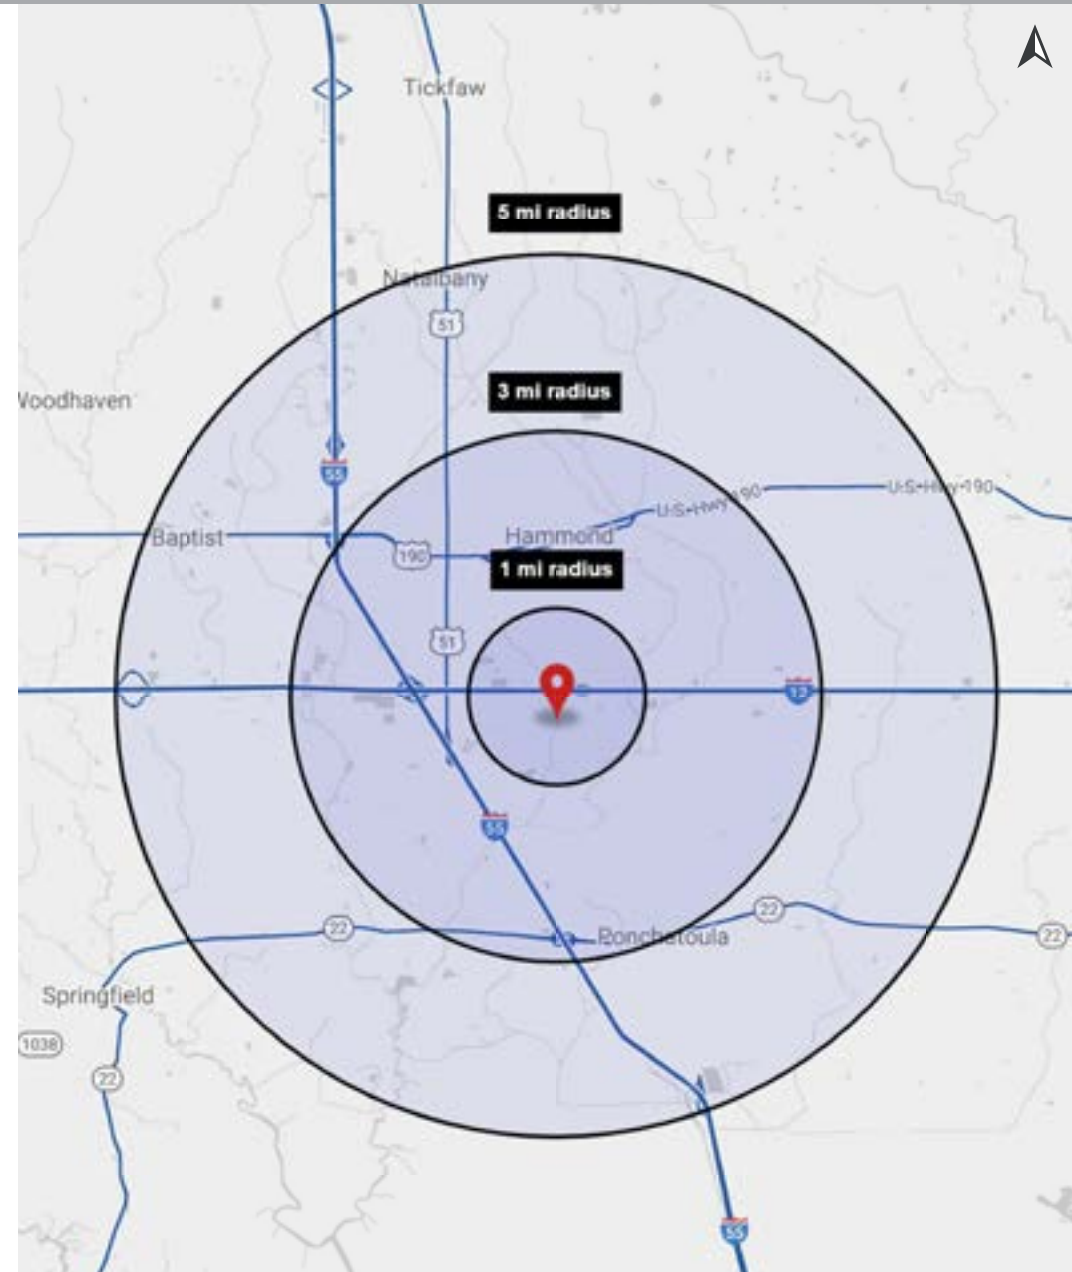 Tickfaw
5 mi radius
Natalbany
51
3 mi radius
Woodhaven
55
U.S. Hwy 190
U.S. Hwy 190
Baptist
Hammond
190
1 mi radius
51
12
55
22
22
Ponchatoula
22
Springfield
1038
22
55